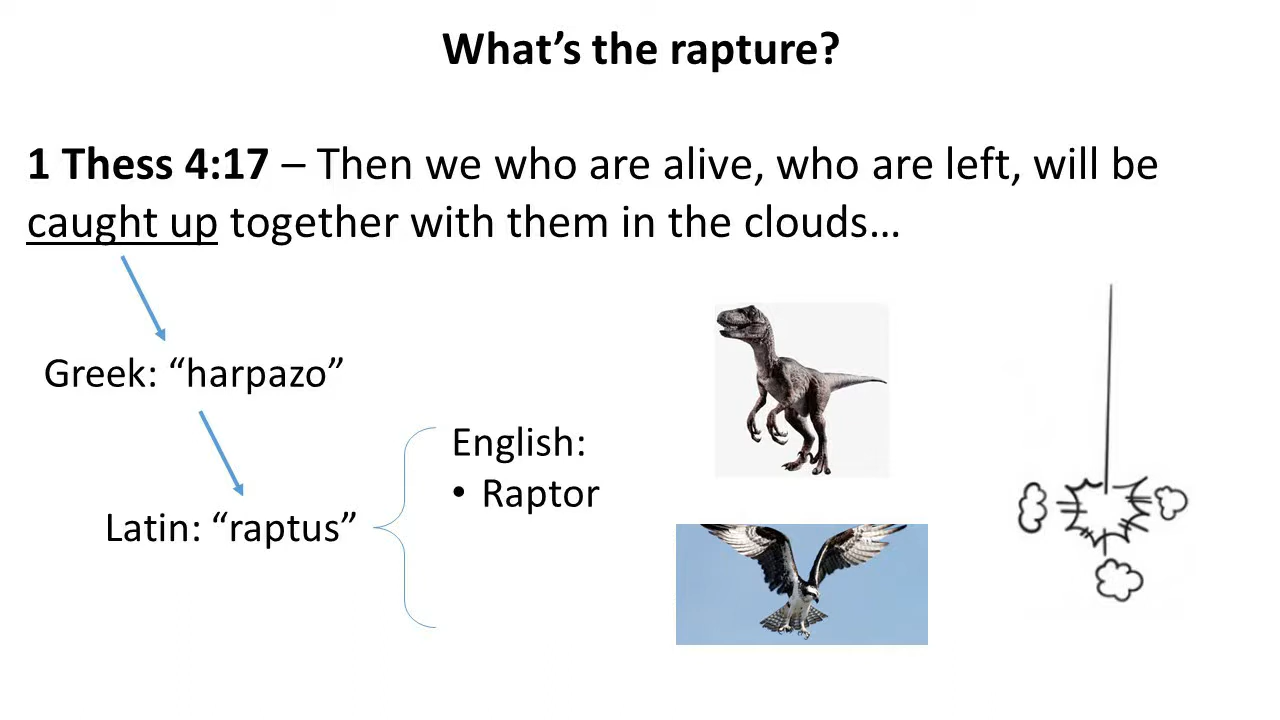 What’s the rapture?
1 Thess 4:17 – Then we who are alive, who are left, will be
caught up together with them in the clouds…
Greek: “harpazo”
English:
• Raptor
Latin: “raptus”